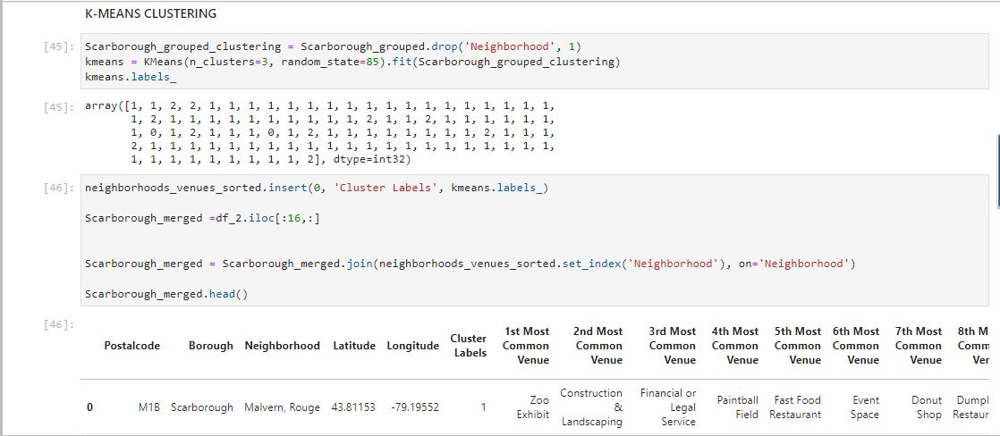 K-MEANS CLUSTERING
[45]: Scarborough_grouped_clustering = Scarborough_grouped.drop('Neighborhood', 1)
kmeans = KMeans(n_clusters=3, random_state=85).fit(Scarborough_grouped_clustering)
kmeans.labels_
[45]: array([1, 1, 2, 2, 1, 1, 1, 1, 1, 1, 1, 1, 1, 1, 1, 1, 1, 1, 1, 1, 1, 1,
1, 2, 1, 1, 1, 1, 1, 1, 1, 1, 1, 1, 2, 1, 1, 2, 1, 1, 1, 1, 1, 1,
1, 0, 1, 2, 1, 1, 1, 0, 1, 2, 1, 1, 1, 1, 1, 1, 1, 1, 2, 1, 1, 1,
2, 1, 1, 1, 1, 1, 1, 1, 1, 1, 1, 1, 1, 1, 1, 1, 1, 1, 1, 1, 1, 1,
1, 1, 1, 1, 1, 1, 1, 1, 1, 2], dtype=int32)
[46]: neighborhoods_venues_sorted.insert(0, 'Cluster Labels', kmeans.labels_)
Scarborough_merged =df_2.iloc[:16,:]
Scarborough_merged = Scarborough_merged.join(neighborhoods_venues_sorted.set_index('Neighborhood'), on='Neighborhood')
Scarborough_merged.head()
[46]:
Postalcode Borough Neighborhood Latitude Longitude Cluster Labels 1st Most Common Venue 2nd Most Common Venue 3rd Most Common Venue 4th Most Common Venue 5th Most Common Venue 6th Most Common Venue 7th Most Common Venue 8th M Comm Ver
0 M1B Scarborough Malvern, Rouge 43.81153 -79.19552 1 Zoo Exhibit Construction & Landscaping Financial or Legal Service Paintball Field Fast Food Restaurant Event Space Donut Shop Dumpl Restaur